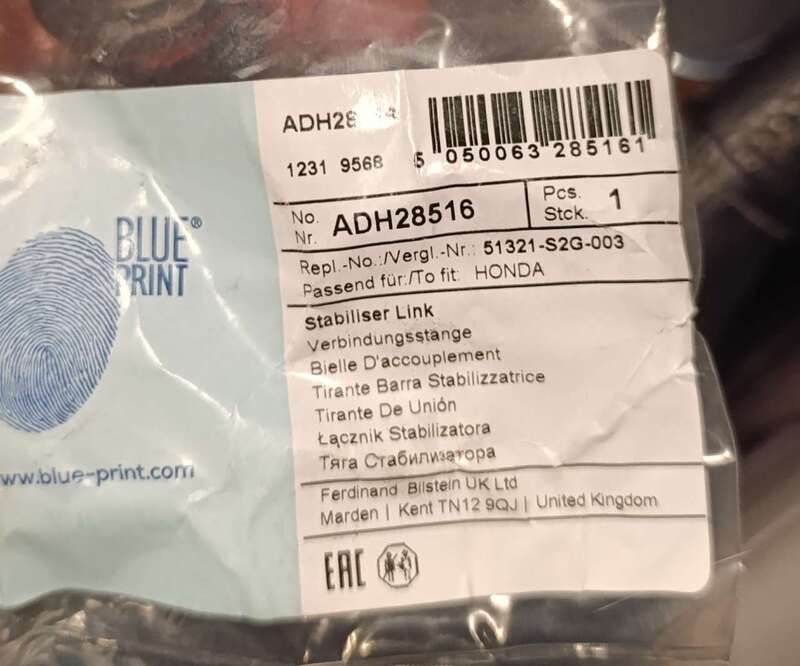 1231 9568
5 050063 285161
BLUE®
PRINT
No.
Nr. ADH28516
Pcs.
Stck. 1
Repl.-No.:/Vergl.-Nr.: 51321-S2G-003
Passend für:/To fit: HONDA
Stabiliser Link
Verbindungsstange
Bielle D'accouplement
Tirante Barra Stabilizzatrice
Tirante De Unión
Łącznik Stabilizatora
Тяга Стабилизатора
www.blue-print.com
Ferdinand Bilstein UK Ltd
Marden | Kent TN12 9QJ | United Kingdom
EAC